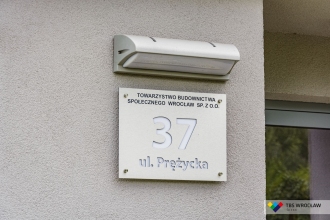 TOWARZYSTWO BUDOWNICTWA
SPOŁECZNEGO WROCŁAW SP. Z O.O.
37
ul. Prężycka
TBS WROCŁAW